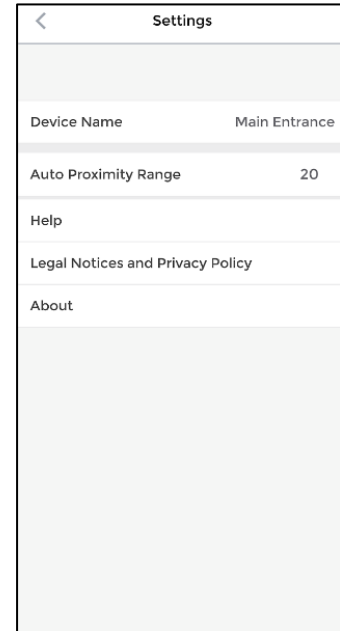 Settings
Device Name Main Entrance
Auto Proximity Range 20
Help
Legal Notices and Privacy Policy
About